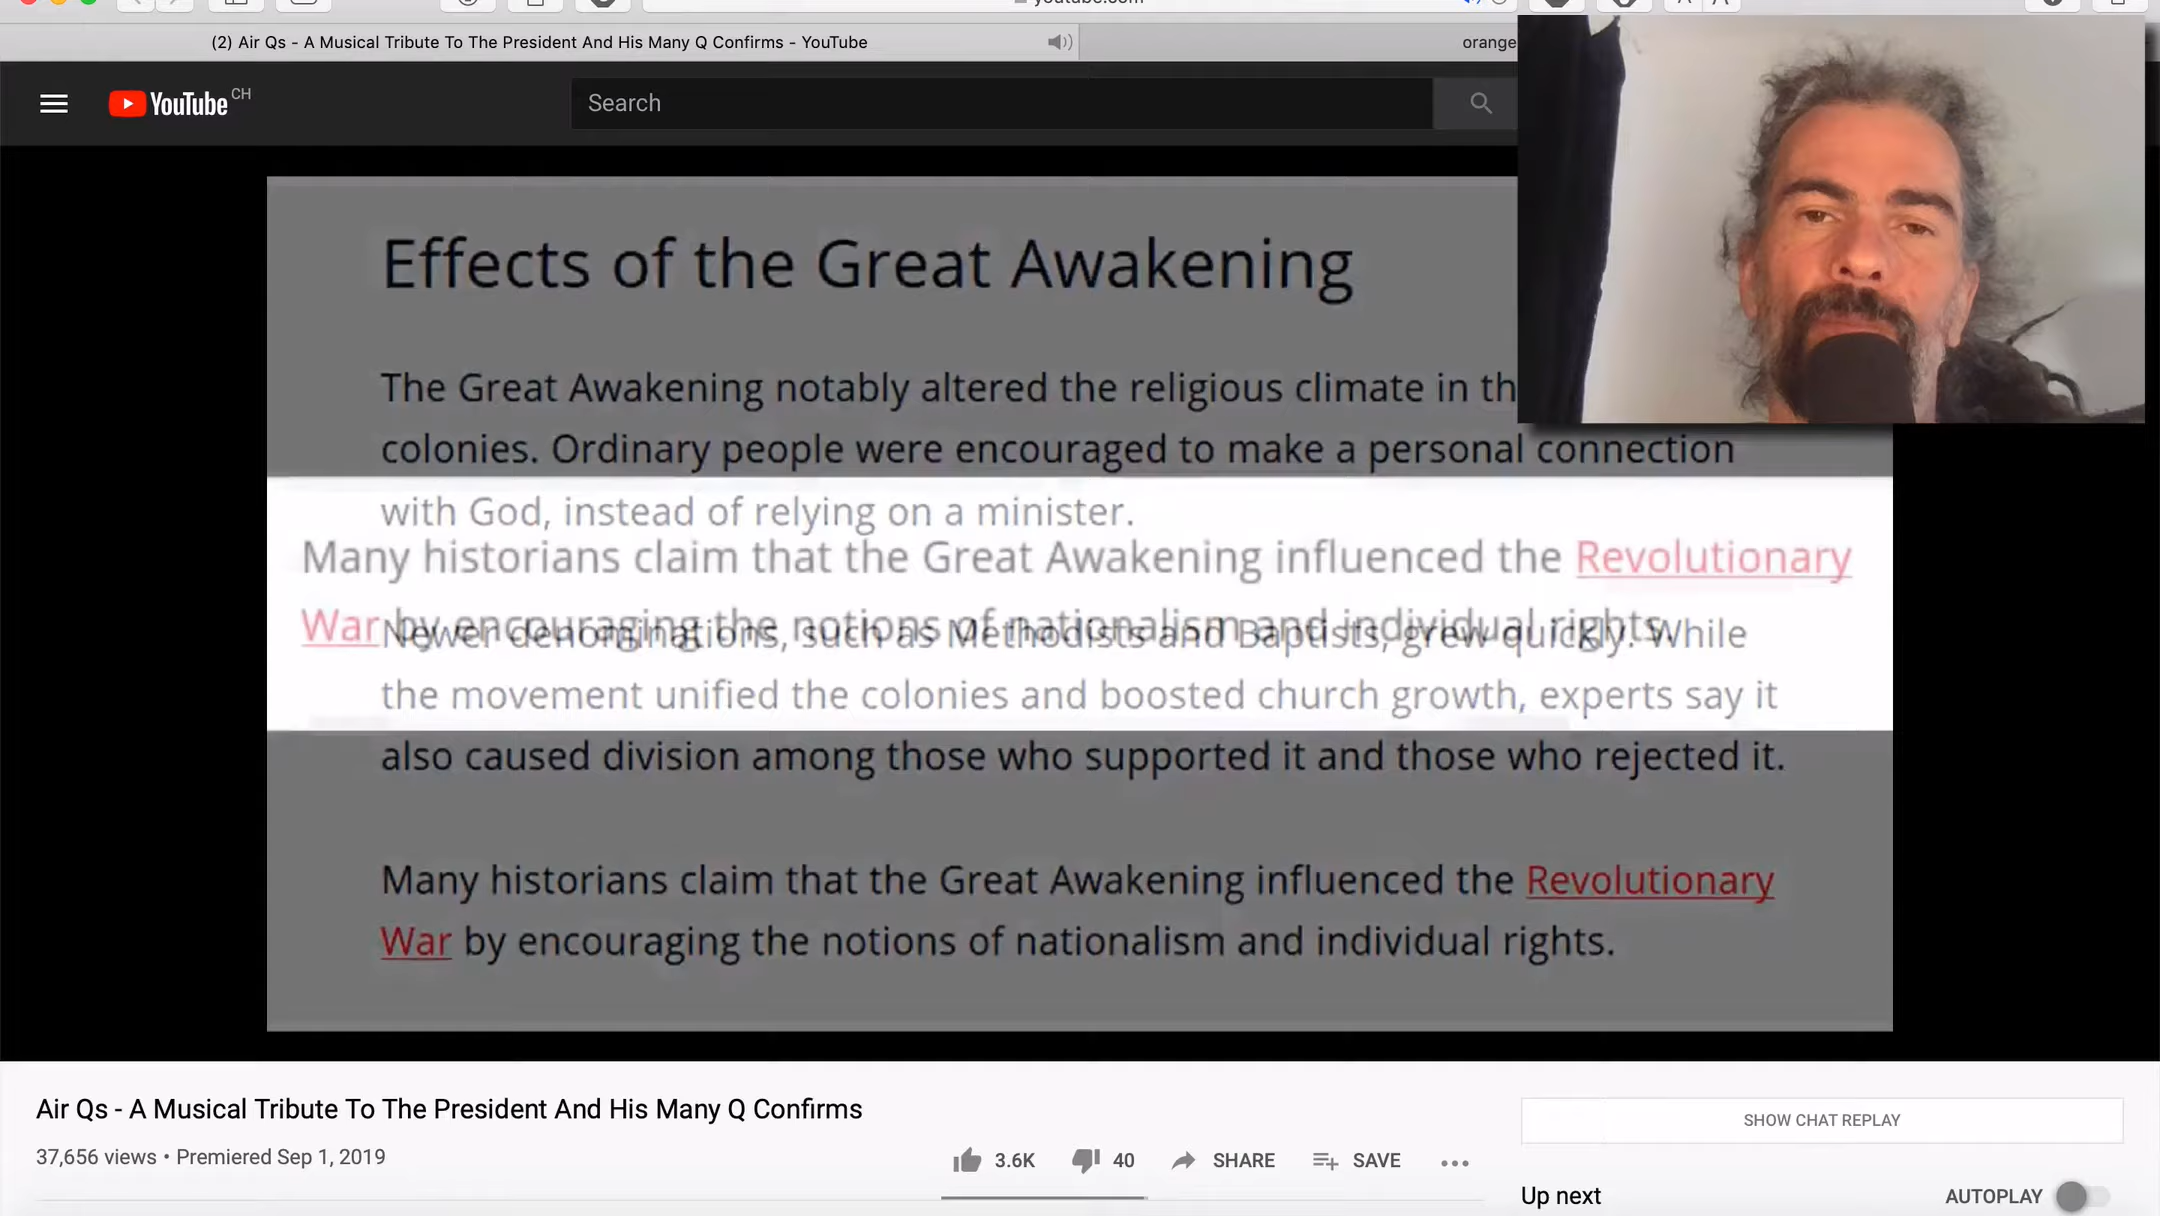 youtube.com
(2) Air Qs - A Musical Tribute To The President And His Many Q Confirms - YouTube
orange
YouTube CH
Search
Effects of the Great Awakening
The Great Awakening notably altered the religious climate in th
colonies. Ordinary people were encouraged to make a personal connection
with God, instead of relying on a minister.
Many historians claim that the Great Awakening influenced the Revolutionary
War by encouraging the notions of nationalism and individual rights.
Newer denominations, such as Methodists and Baptists, grew quickly. While
the movement unified the colonies and boosted church growth, experts say it
also caused division among those who supported it and those who rejected it.
Many historians claim that the Great Awakening influenced the Revolutionary
War by encouraging the notions of nationalism and individual rights.
Air Qs - A Musical Tribute To The President And His Many Q Confirms
37,656 views • Premiered Sep 1, 2019
3.6K
40
SHARE
SAVE
SHOW CHAT REPLAY
Up next
AUTOPLAY